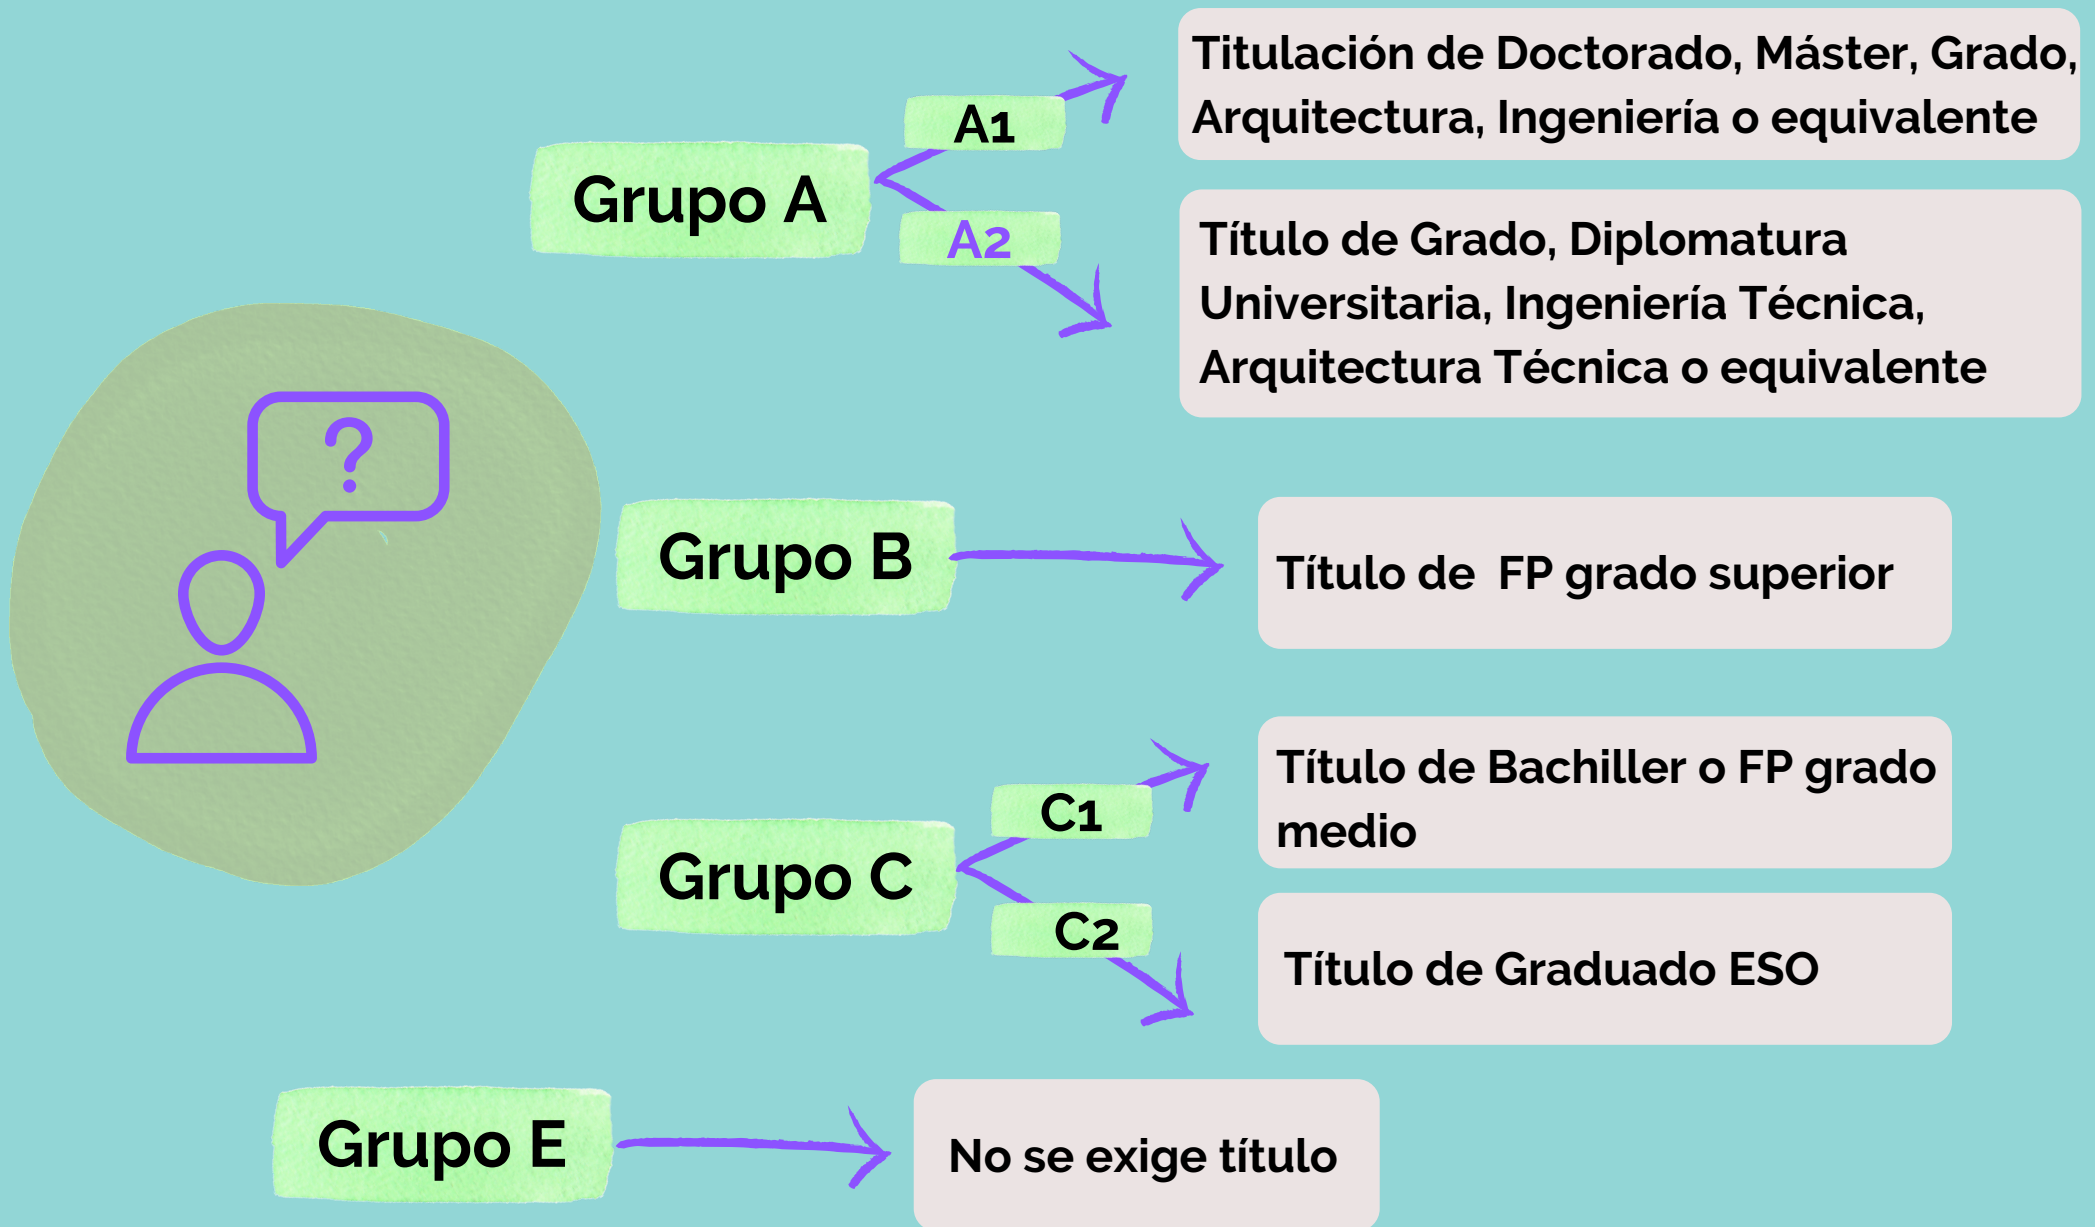 Grupo A
A1
Titulación de Doctorado, Máster, Grado,
Arquitectura, Ingeniería o equivalente
A2
Título de Grado, Diplomatura
Universitaria, Ingeniería Técnica,
Arquitectura Técnica o equivalente
?
Grupo B
Título de FP grado superior
Grupo C
C1
Título de Bachiller o FP grado
medio
C2
Título de Graduado ESO
Grupo E
No se exige título